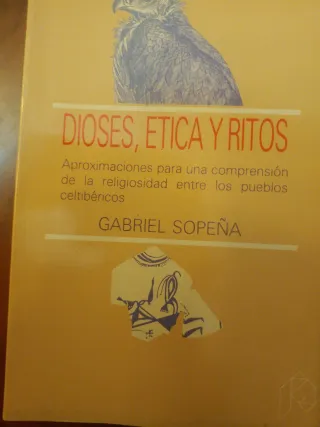 DIOSES, ETICA Y RITOS
Aproximaciones para una comprensión
de la religiosidad entre los pueblos
celtibéricos
GABRIEL SOPEÑA